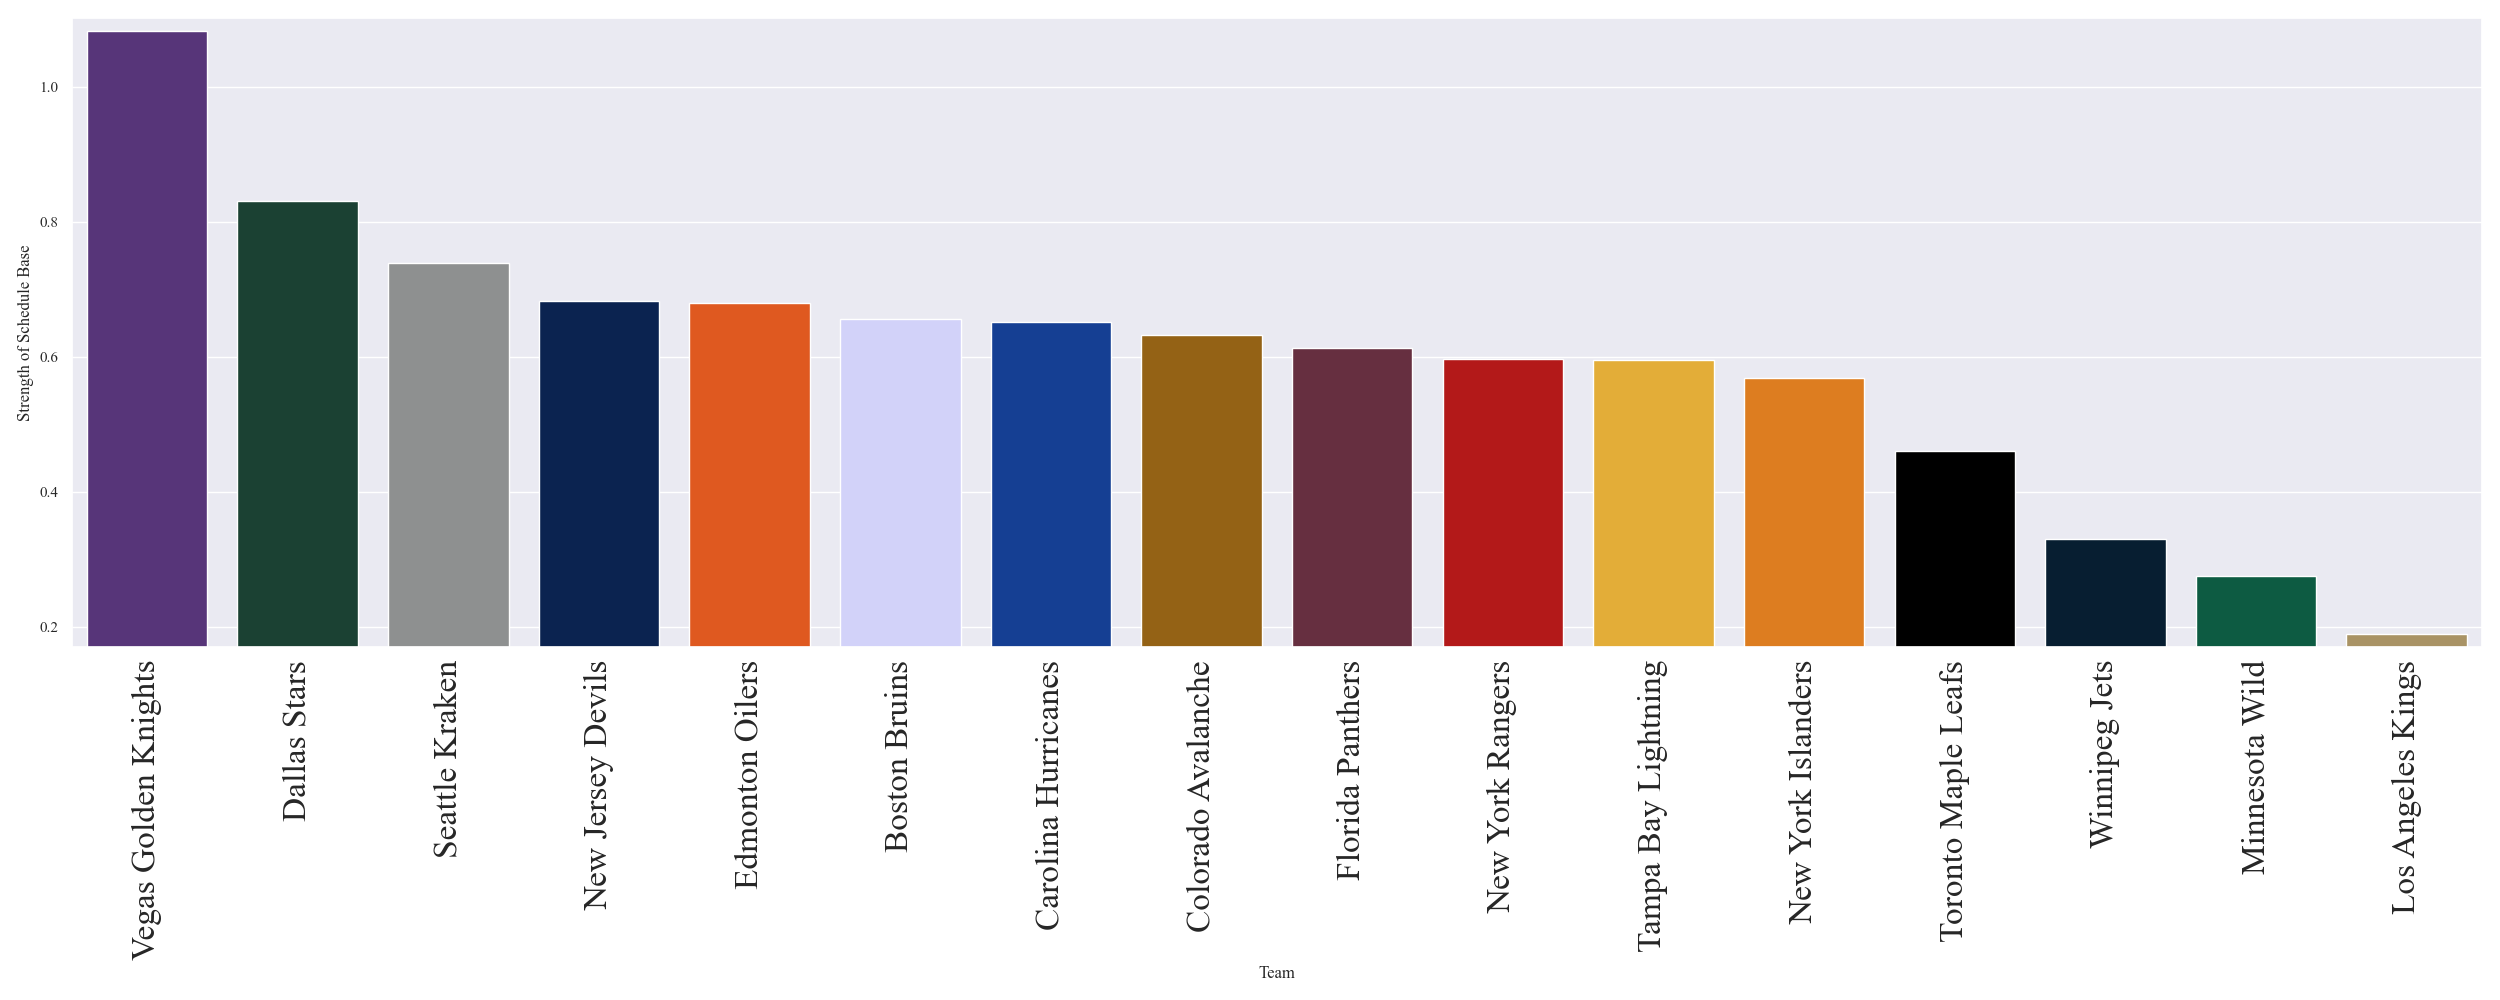 Strength of Schedule Base
1.0
0.8
0.6
0.4
0.2
Vegas Golden Knights
Dallas Stars
Seattle Kraken
New Jersey Devils
Edmonton Oilers
Boston Bruins
Carolina Hurricanes
Colorado Avalanche
Florida Panthers
New York Rangers
Tampa Bay Lightning
New York Islanders
Toronto Maple Leafs
Winnipeg Jets
Minnesota Wild
Los Angeles Kings
Team